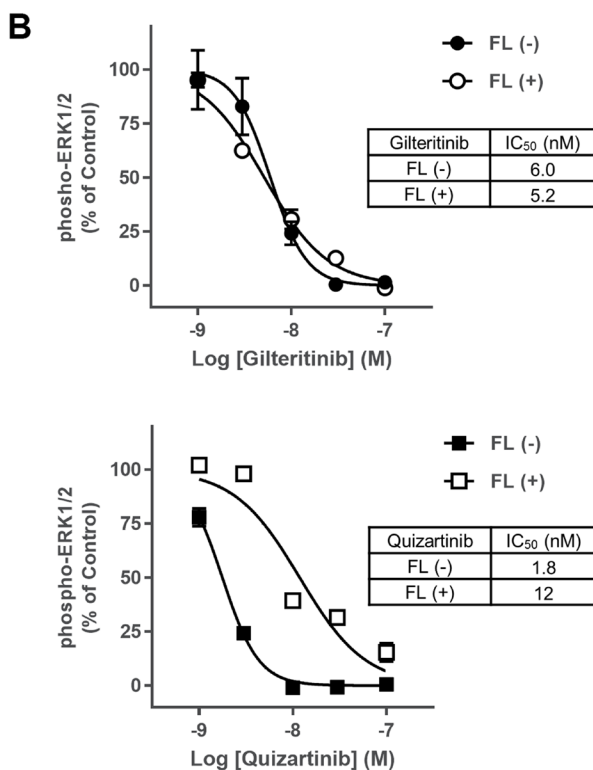 B
FL (-)
FL (+)
100
75
50
25
0
phosho-ERK1/2
(% of Control)
Gilteritinib IC50 (nM)
FL (-) 6.0
FL (+) 5.2
-9 -8 -7
Log [Gilteritinib] (M)
FL (-)
FL (+)
100
75
50
25
0
phospho-ERK1/2
(% of Control)
Quizartinib IC50 (nM)
FL (-) 1.8
FL (+) 12
-9 -8 -7
Log [Quizartinib] (M)